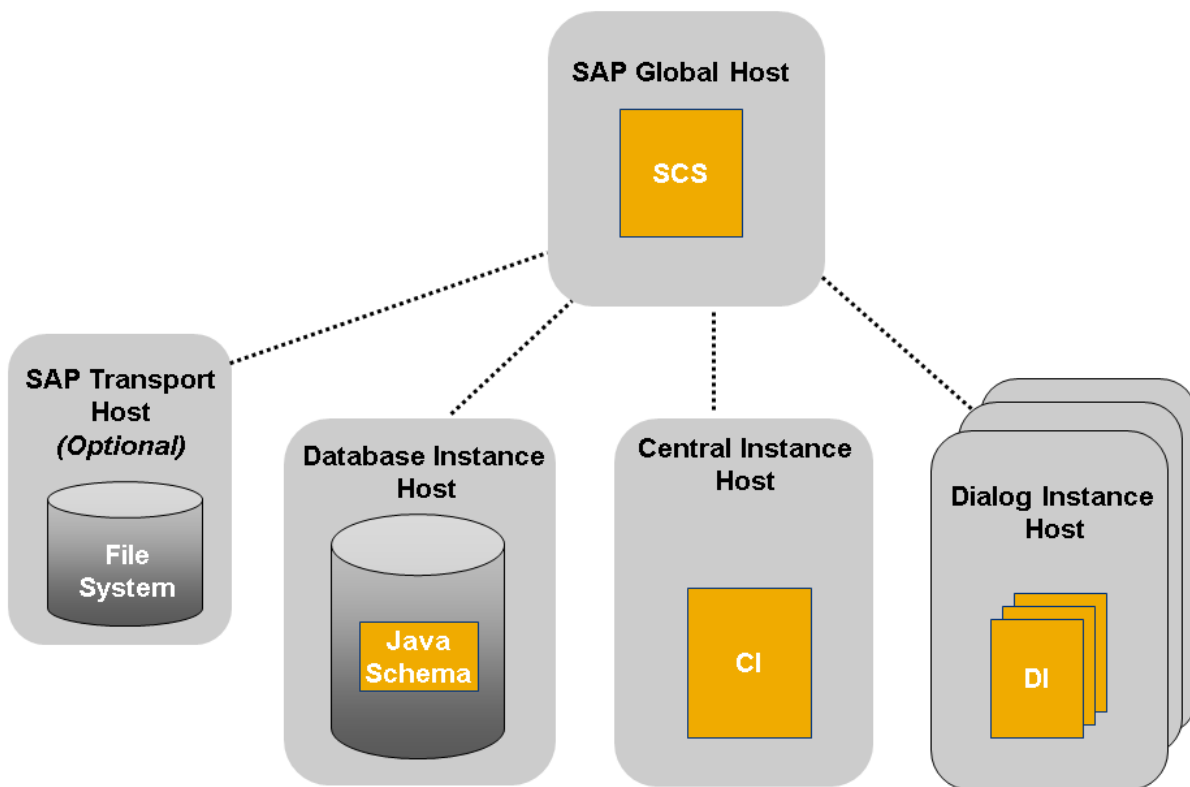 SAP Global Host
SCS
SAP Transport
Host
(Optional)
File
System
Database Instance
Host
Java
Schema
Central Instance
Host
CI
Dialog Instance
Host
DI